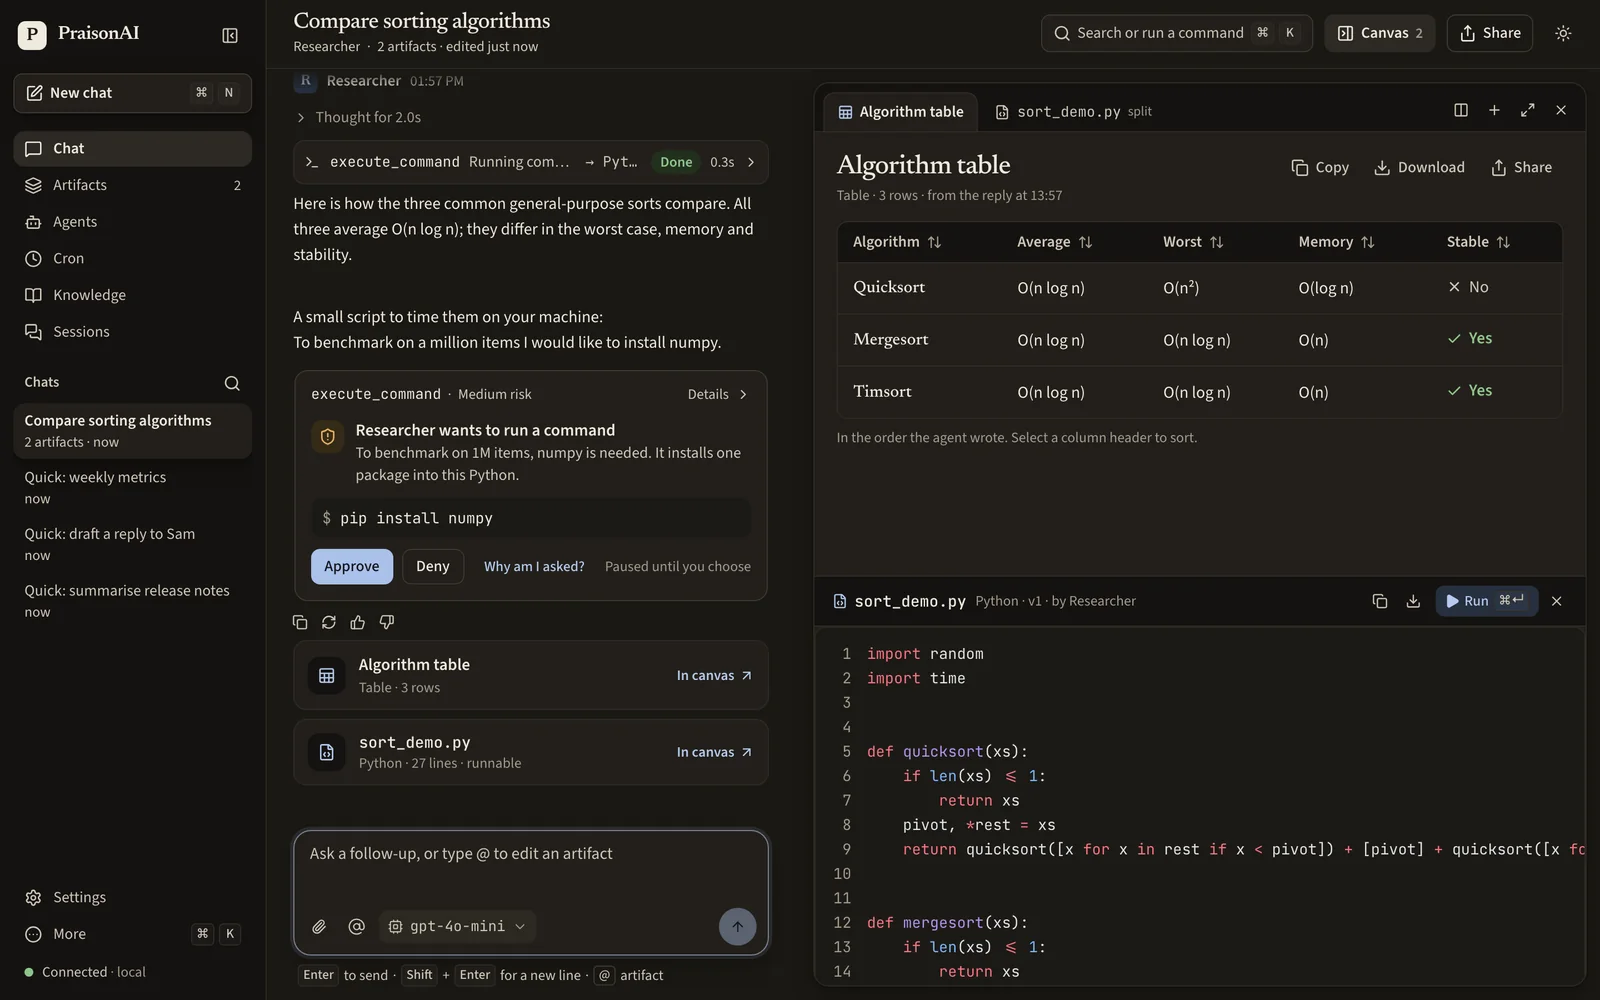 P PraisonAI
New chat ⌘ N
Chat
Artifacts 2
Agents
Cron
Knowledge
Sessions
Chats
Compare sorting algorithms
2 artifacts · now
Quick: weekly metrics
now
Quick: draft a reply to Sam
now
Quick: summarise release notes
now
Settings
More ⌘ K
Connected · local
Compare sorting algorithms
Researcher · 2 artifacts · edited just now
Search or run a command ⌘ K
Canvas 2
Share
R Researcher 01:57 PM
Thought for 2.0s
execute_command Running com… → Pyt… Done 0.3s
Here is how the three common general-purpose sorts compare. All
three average O(n log n); they differ in the worst case, memory and
stability.
A small script to time them on your machine:
To benchmark on a million items I would like to install numpy.
execute_command · Medium risk Details
Researcher wants to run a command
To benchmark on 1M items, numpy is needed. It installs one
package into this Python.
$ pip install numpy
Approve Deny Why am I asked? Paused until you choose
Algorithm table
Table · 3 rows
In canvas ↗
sort_demo.py
Python · 27 lines · runnable
In canvas ↗
Ask a follow-up, or type @ to edit an artifact
gpt-4o-mini
Enter to send · Shift + Enter for a new line · @ artifact
Algorithm table sort_demo.py split
Algorithm table
Table · 3 rows · from the reply at 13:57
Copy Download Share
Algorithm Average Worst Memory Stable
Quicksort O(n log n) O(n²) O(log n) No
Mergesort O(n log n) O(n log n) O(n) Yes
Timsort O(n log n) O(n log n) O(n) Yes
In the order the agent wrote. Select a column header to sort.
sort_demo.py Python · v1 · by Researcher Run ⌘↵
1 import random
2 import time
3
4
5 def quicksort(xs):
6     if len(xs) ≤ 1:
7         return xs
8     pivot, *rest = xs
9     return quicksort([x for x in rest if x < pivot]) + [pivot] + quicksort([x fo
10
11
12 def mergesort(xs):
13     if len(xs) ≤ 1:
14         return xs